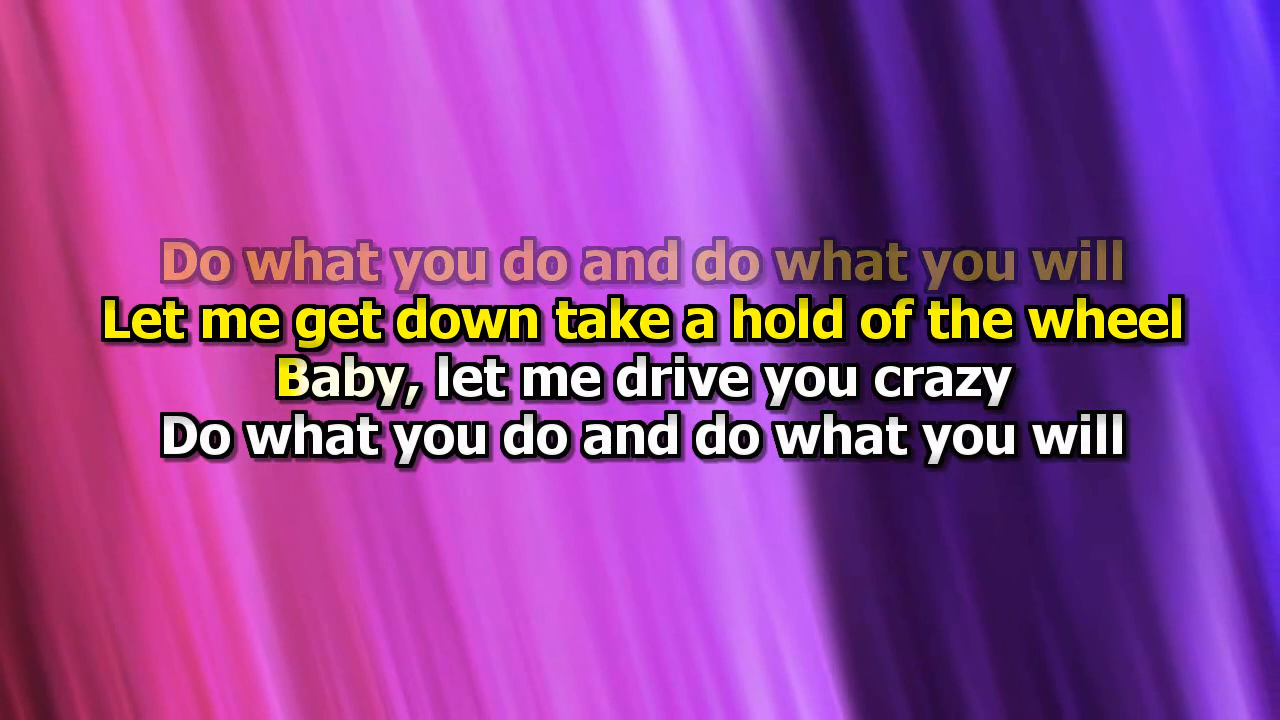 Do what you do and do what you will
Let me get down take a hold of the wheel
Baby, let me drive you crazy
Do what you do and do what you will